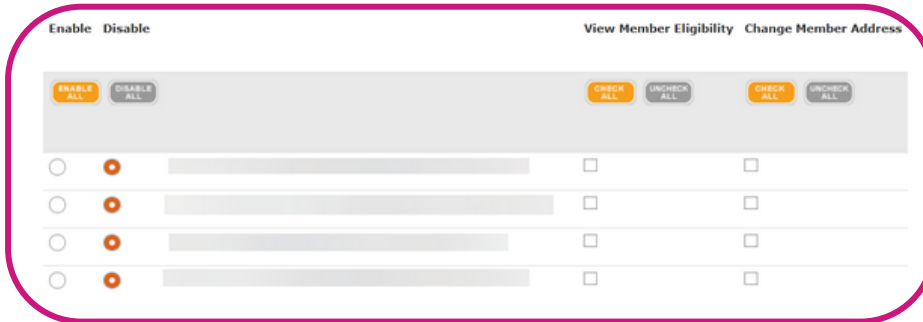 Enable Disable View Member Eligibility Change Member Address
ENABLE ALL DISABLE ALL CHECK ALL UNCHECK ALL CHECK ALL UNCHECK ALL